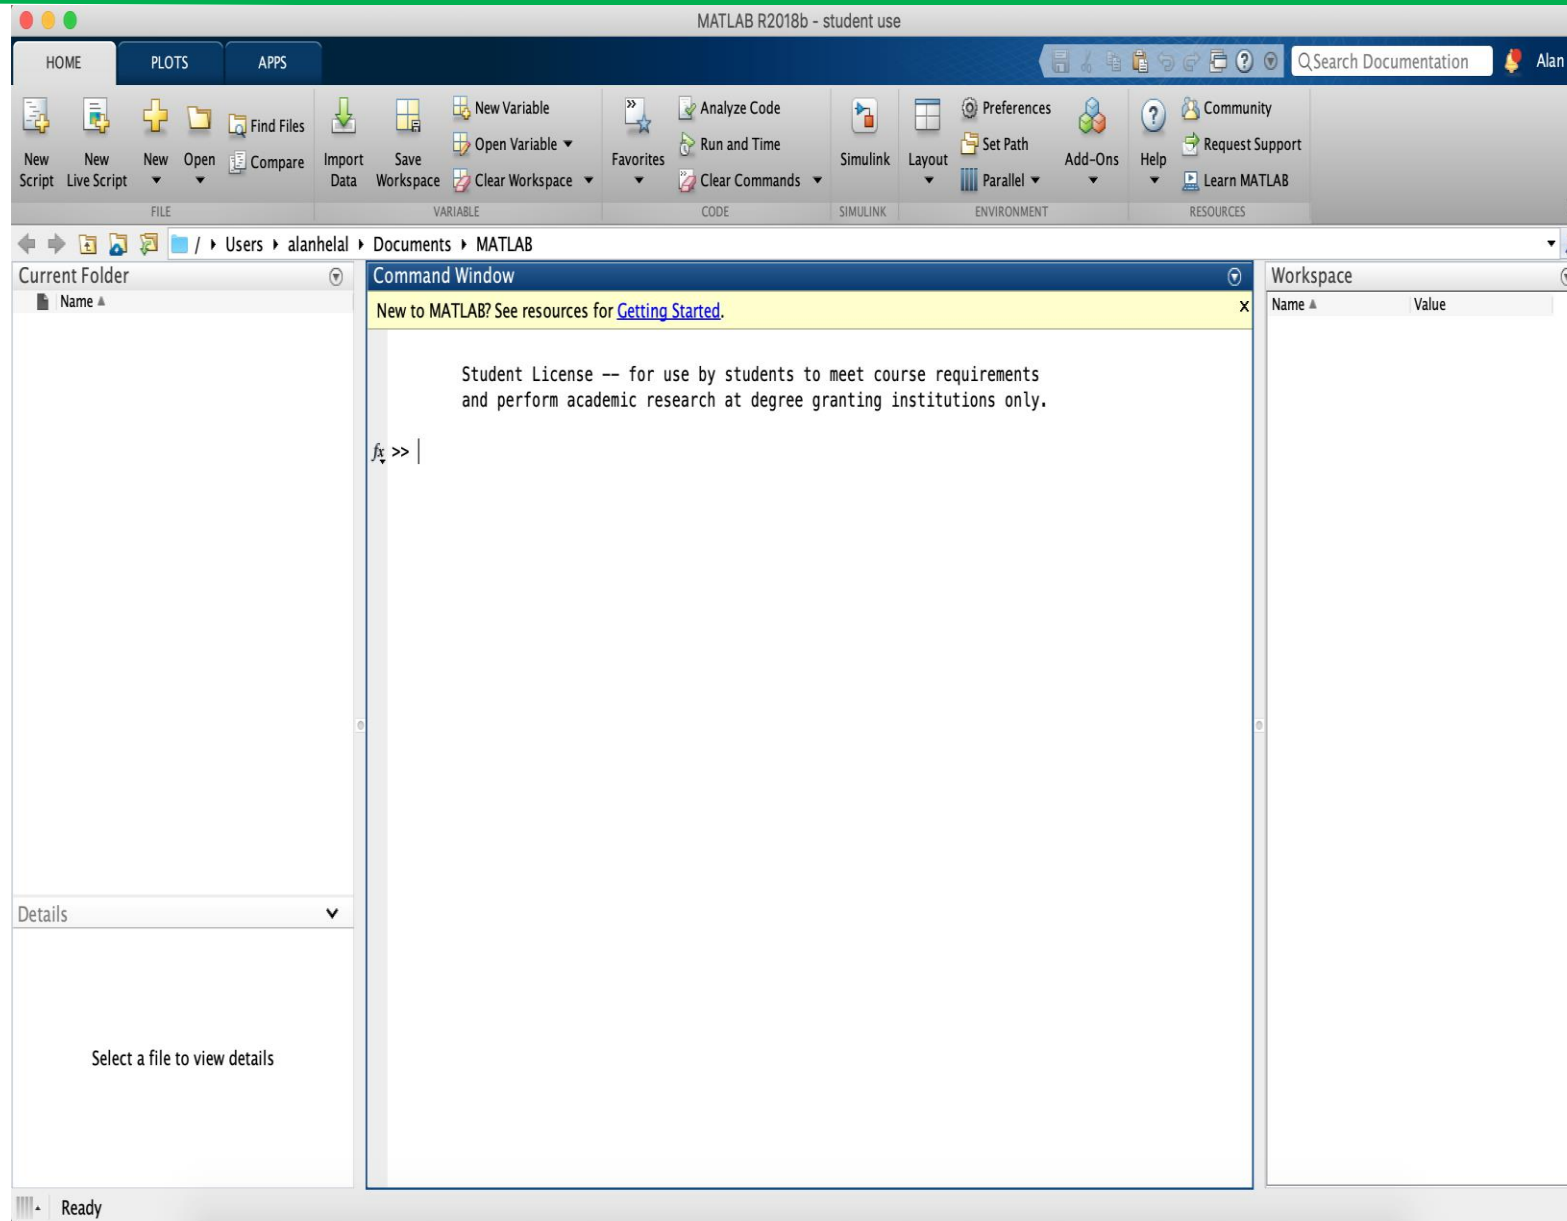 MATLAB R2018b - student use
HOME PLOTS APPS
Search Documentation
Alan
New Script
New Live Script
New
Open
Find Files
Compare
Import Data
Save Workspace
New Variable
Open Variable
Clear Workspace
Favorites
Analyze Code
Run and Time
Clear Commands
Simulink
Layout
Preferences
Set Path
Parallel
Add-Ons
Help
Community
Request Support
Learn MATLAB
FILE VARIABLE CODE SIMULINK ENVIRONMENT RESOURCES
/ Users alanhelal Documents MATLAB
Current Folder
Name
Command Window
New to MATLAB? See resources for Getting Started.
x
Student License -- for use by students to meet course requirements
and perform academic research at degree granting institutions only.
fx >>
Workspace
Name Value
Details
Select a file to view details
Ready